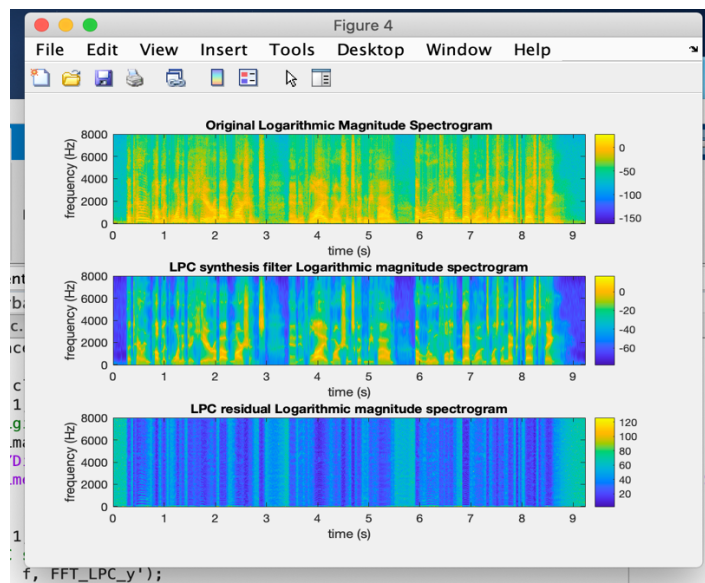 Figure 4
File Edit View Insert Tools Desktop Window Help
Original Logarithmic Magnitude Spectrogram
8000
6000
4000
2000
0
frequency (Hz)
0 1 2 3 4 5 6 7 8 9
time (s)
0
-50
-100
-150
LPC synthesis filter Logarithmic magnitude spectrogram
8000
6000
4000
2000
0
frequency (Hz)
0 1 2 3 4 5 6 7 8 9
time (s)
0
-20
-40
-60
LPC residual Logarithmic magnitude spectrogram
8000
6000
4000
2000
0
frequency (Hz)
0 1 2 3 4 5 6 7 8 9
time (s)
120
100
80
60
40
20
f, FFT_LPC_y');